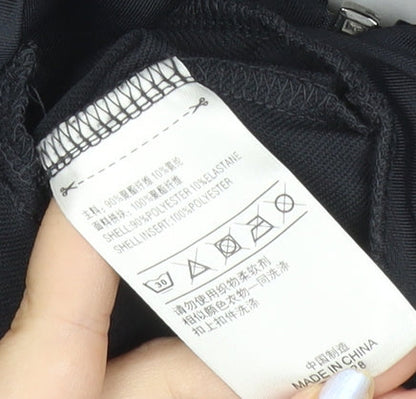 主料：90%聚酯纤维 10%氨纶
面料拼块：100%聚酯纤维
SHELL:90%POLYESTER 10%ELASTANE
SHELL INSERT:100%POLYESTER
30
请勿使用织物柔软剂
相似颜色衣物一同洗涤
扣上扣件洗涤
中国制造
MADE IN CHINA